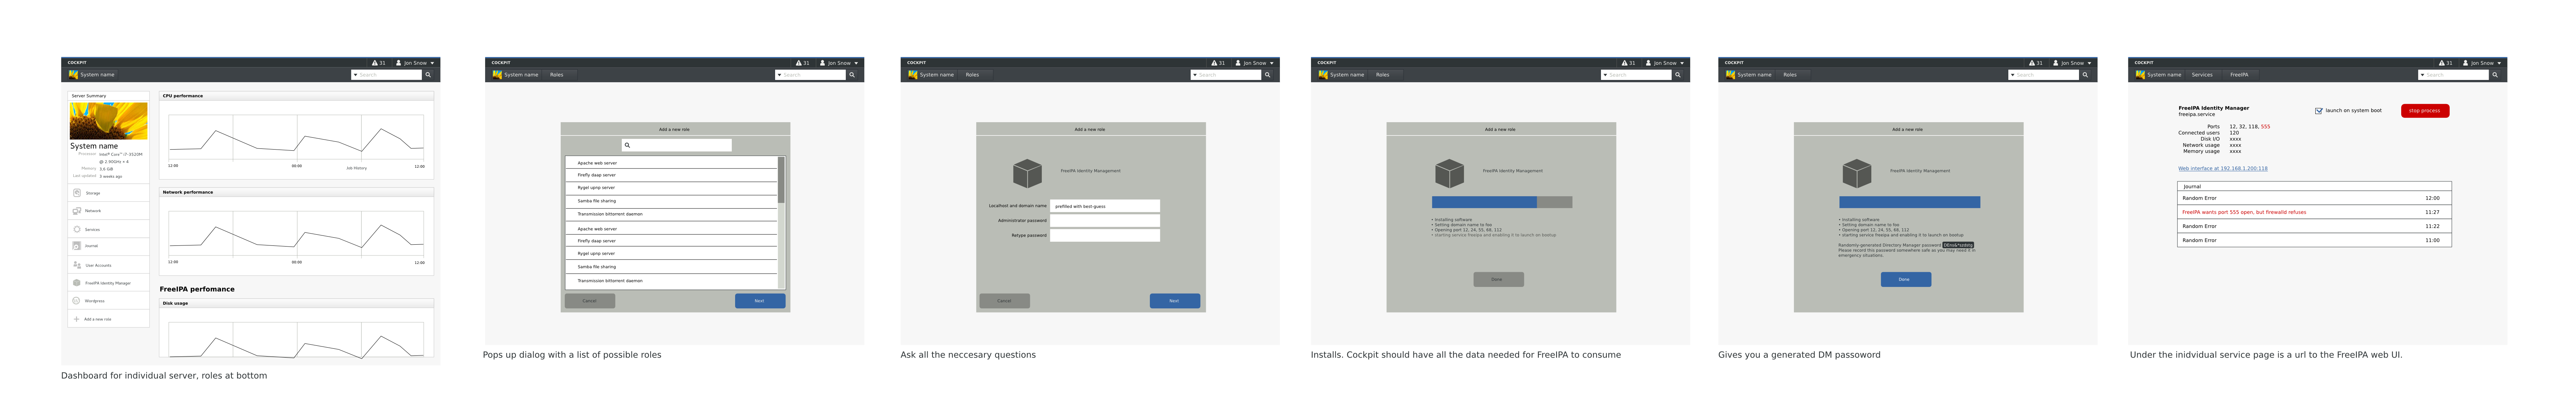 COCKPIT
31
Jon Snow
System name
Search
Server Summary
System name
Processor Intel® Core™ i7-3520M
@ 2.90GHz × 4
Memory 3.6 GiB
Last updated 3 weeks ago
Storage
Network
Services
Journal
User Accounts
FreeIPA Identity Manager
Wordpress
Add a new role
CPU performance
12:00
00:00
Job History
12:00
Network performance
12:00
00:00
12:00
FreeIPA perfomance
Disk usage
Dashboard for individual server, roles at bottom
COCKPIT
31
Jon Snow
System name
Roles
Search
Add a new role
Apache web server
Firefly daap server
Rygel upnp server
Samba file sharing
Transmission bittorrent daemon
Apache web server
Firefly daap server
Rygel upnp server
Samba file sharing
Transmission bittorrent daemon
Cancel
Next
Pops up dialog with a list of possible roles
COCKPIT
31
Jon Snow
System name
Roles
Search
Add a new role
FreeIPA Identity Management
Localhost and domain name
prefilled with best-guess
Administrator password
Retype password
Cancel
Next
Ask all the neccesary questions
COCKPIT
31
Jon Snow
System name
Roles
Search
Add a new role
FreeIPA Identity Management
• Installing software
• Setting domain name to foo
• Opening port 12, 24, 55, 66, 112
• starting service freeipa and enabling it to launch on bootup
Done
Installs. Cockpit should have all the data needed for FreeIPA to consume
COCKPIT
31
Jon Snow
System name
Roles
Search
Add a new role
FreeIPA Identity Management
• Installing software
• Setting domain name to foo
• Opening port 12, 24, 55, 66, 112
• starting service freeipa and enabling it to launch on bootup
Randomly generated Directory Manager password:
Please record this password somewhere safe as you may need it in
emergency situations.
Done
Gives you a generated DM passoword
COCKPIT
31
Jon Snow
System name
Services
FreeIPA
Search
FreeIPA Identity Manager
freeipa.service
launch on system boot
stop process
Ports 12, 32, 118, 555
Connected users 120
Disk I/O xxxx
Network usage xxxx
Memory usage xxxx
Web interface at 192.168.1.200:118
Journal
Random Error 12:00
FreeIPA wants port 555 open, but firewalld refuses 11:27
Random Error 11:22
Random Error 11:00
Under the inidvidual service page is a url to the FreeIPA web UI.